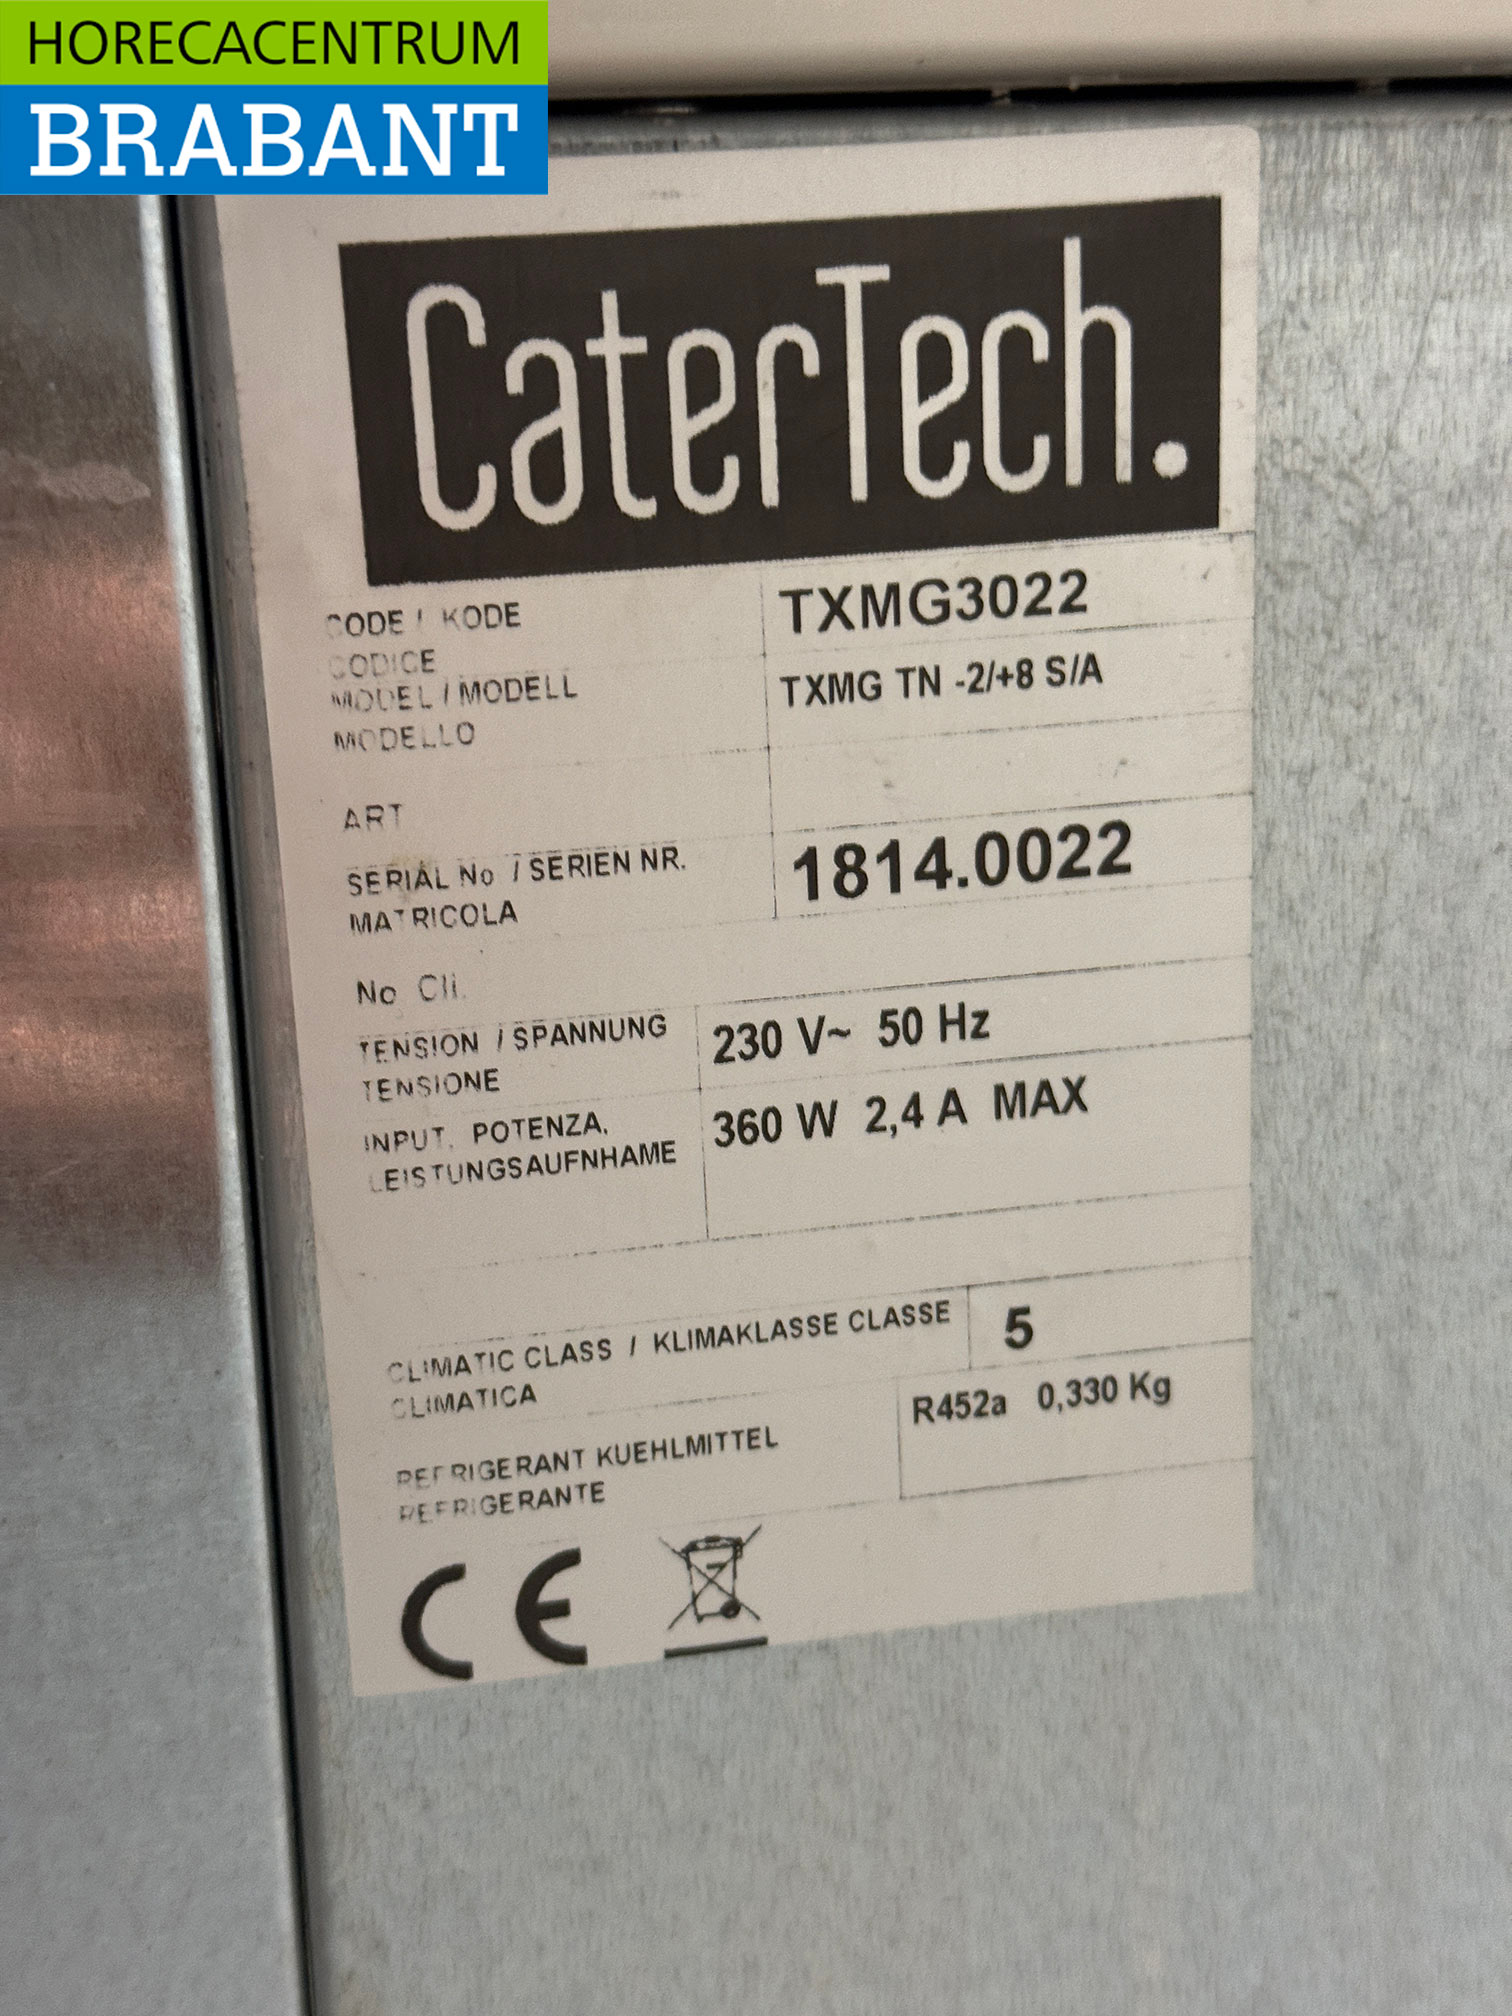 HORECACENTRUM
BRABANT
CaterTech.
CODE / KODE TXMG3022
CODICE
MODEL / MODELL TXMG TN -2/+8 S/A
MODELLO
ART
SERIAL No / SERIEN NR. 1814.0022
MATRICOLA
No Cli.
TENSION / SPANNUNG 230 V~ 50 Hz
TENSIONE
INPUT. POTENZA. 360 W 2,4 A MAX
LEISTUNGSAUFNHAME
CLIMATIC CLASS / KLIMAKLASSE CLASSE 5
CLIMATICA
REFRIGERANT KUEHLMITTEL R452a 0,330 Kg
REFRIGERANTE
CE